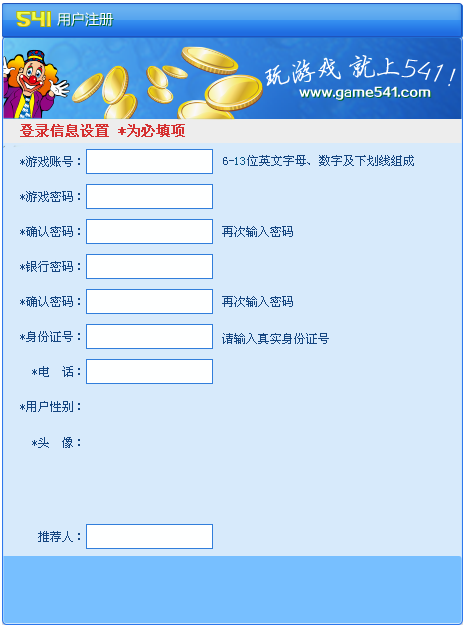 541 用户注册
玩游戏 就上541!
www.game541.com
登录信息设置 *为必填项
*游戏账号: 6-13位英文字母、数字及下划线组成
*游戏密码:
*确认密码: 再次输入密码
*银行密码:
*确认密码: 再次输入密码
*身份证号: 请输入真实身份证号
*电 话:
*用户性别:
*头 像:
推荐人: